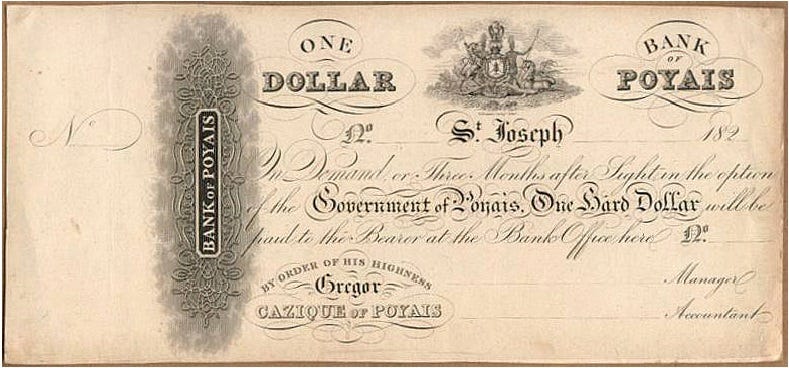 ONE
DOLLAR
BANK
OF
POYAIS
Nº
BANK OF POYAIS
Nº. St. Joseph 182
On Demand, or Three Months after Sight in the option
of the Government of Poyais, One Hard Dollar will be
paid to the Bearer at the Bank Office here Nº.
BY ORDER OF HIS HIGHNESS
Gregor
CAZIQUE OF POYAIS
Manager
Accountant